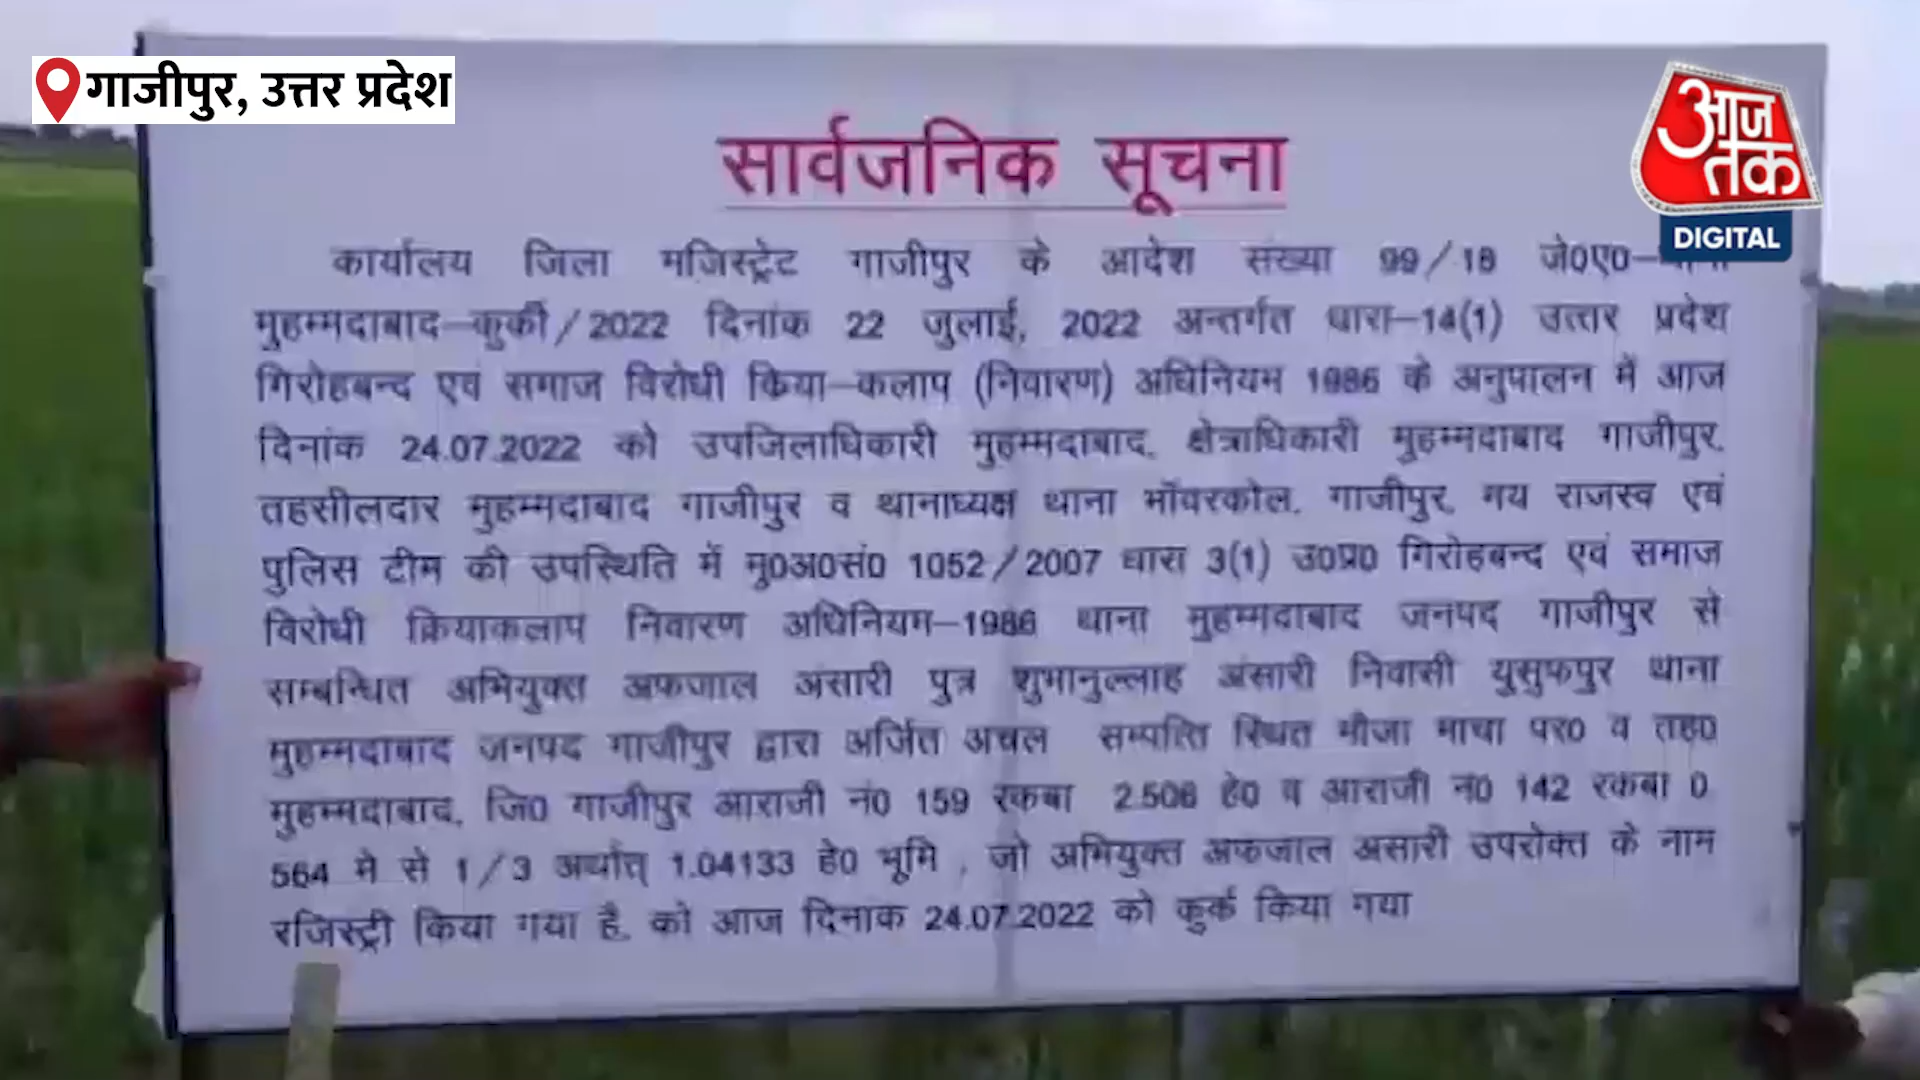 गाजीपुर, उत्तर प्रदेश
आज
तक
DIGITAL
सार्वजनिक सूचना
कार्यालय जिला मजिस्ट्रेट गाजीपुर के आदेश संख्या 99/18 जे0ए0–
मुहम्मदाबाद–कुर्की/2022 दिनांक 22 जुलाई, 2022 अन्तर्गत धारा–14(1) उत्तर प्रदेश
गिरोहबन्द एवं समाज विरोधी क्रिया–कलाप (निवारण) अधिनियम 1986 के अनुपालन में आज
दिनांक 24.07.2022 को उपजिलाधिकारी मुहम्मदाबाद, क्षेत्राधिकारी मुहम्मदाबाद गाजीपुर,
तहसीलदार मुहम्मदाबाद गाजीपुर व थानाध्यक्ष थाना भॉवरकोल, गाजीपुर, मय राजस्व एवं
पुलिस टीम की उपस्थिति में मु0अ0सं0 1052/2007 धारा 3(1) उ0प्र0 गिरोहबन्द एवं समाज
विरोधी क्रियाकलाप निवारण अधिनियम–1986 थाना मुहम्मदाबाद जनपद गाजीपुर से
सम्बन्धित अभियुक्त अफजाल अंसारी पुत्र शुभानुल्लाह अंसारी निवासी युसुफपुर थाना
मुहम्मदाबाद जनपद गाजीपुर द्वारा अर्जित अचल सम्पत्ति स्थित मौजा माचा पर0 व तह0
मुहम्मदाबाद, जि0 गाजीपुर आराजी नं0 159 रकबा 2.506 हे0 व आराजी नं0 142 रकबा 0.
564 मे से 1/3 अर्थात् 1.04133 हे0 भूमि , जो अभियुक्त अफजाल अंसारी उपरोक्त के नाम
रजिस्ट्री किया गया है, को आज दिनांक 24.07.2022 को कुर्क किया गया